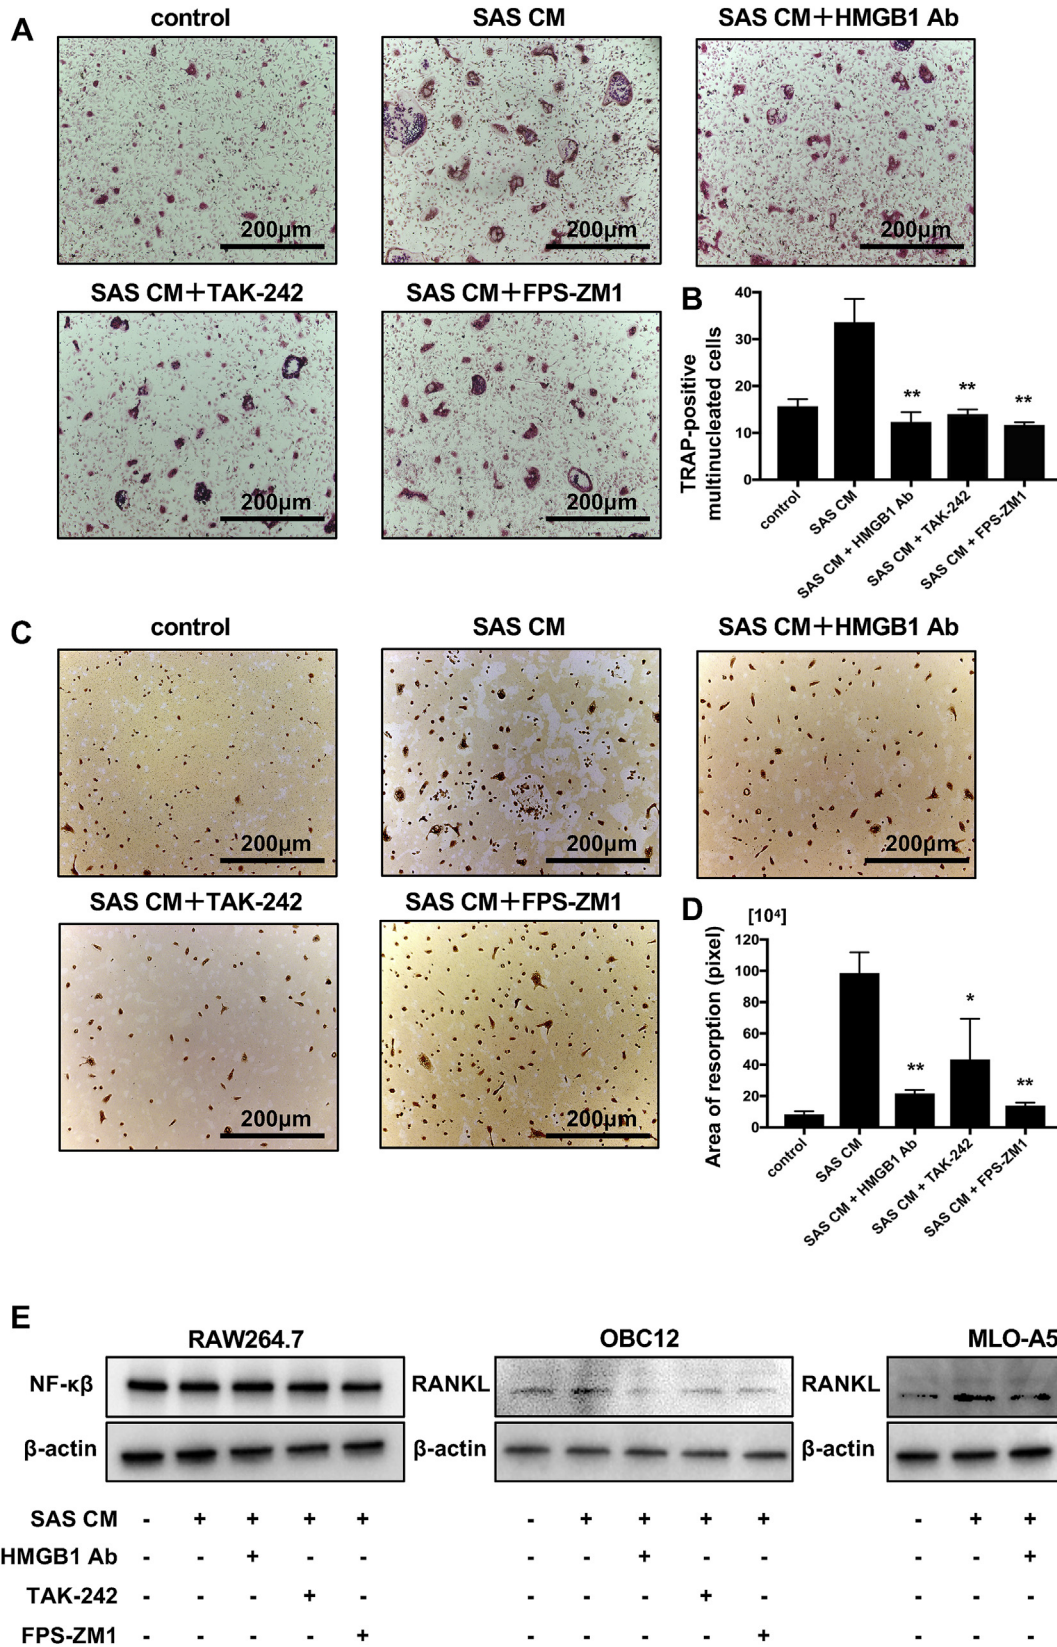 A
control
SAS CM
SAS CM+HMGB1 Ab
200μm
200μm
200μm
SAS CM+TAK-242
SAS CM+FPS-ZM1
200μm
200μm
B
TRAP-positive
multinucleated cells
40
30
20
10
0
**
**
**
control
SAS CM
SAS CM + HMGB1 Ab
SAS CM + TAK-242
SAS CM + FPS-ZM1
C
control
SAS CM
SAS CM+HMGB1 Ab
200μm
200μm
200μm
SAS CM+TAK-242
SAS CM+FPS-ZM1
200μm
200μm
D
[10⁴]
Area of resorption (pixel)
120
100
80
60
40
20
0
**
*
**
control
SAS CM
SAS CM + HMGB1 Ab
SAS CM + TAK-242
SAS CM + FPS-ZM1
E
RAW264.7
OBC12
MLO-A5
NF-κβ
RANKL
RANKL
β-actin
β-actin
β-actin
SAS CM - + + + + - + + + + - + +
HMGB1 Ab - - + - - - - + - - - - +
TAK-242 - - - + - - - - + - - - -
FPS-ZM1 - - - - + - - - - + - - -